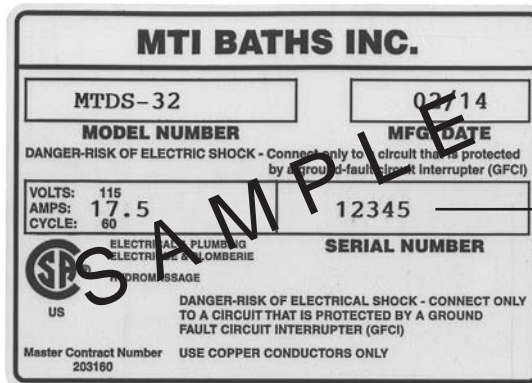 MTI BATHS INC.
MTDS-32 02/14
MODEL NUMBER MFG. DATE
DANGER-RISK OF ELECTRIC SHOCK - Connect only to a circuit that is protected
by a ground-fault circuit interrupter (GFCI)
VOLTS: 115
AMPS: 17.5
CYCLE: 60
12345
SERIAL NUMBER
ELECTRICAL & PLUMBING
ELECTRIQUE & PLOMBERIE
HYDROMASSAGE
SA
US
DANGER-RISK OF ELECTRICAL SHOCK - CONNECT ONLY
TO A CIRCUIT THAT IS PROTECTED BY A GROUND
FAULT CIRCUIT INTERRUPTER (GFCI)
Master Contract Number
203160
USE COPPER CONDUCTORS ONLY
SAMPLE